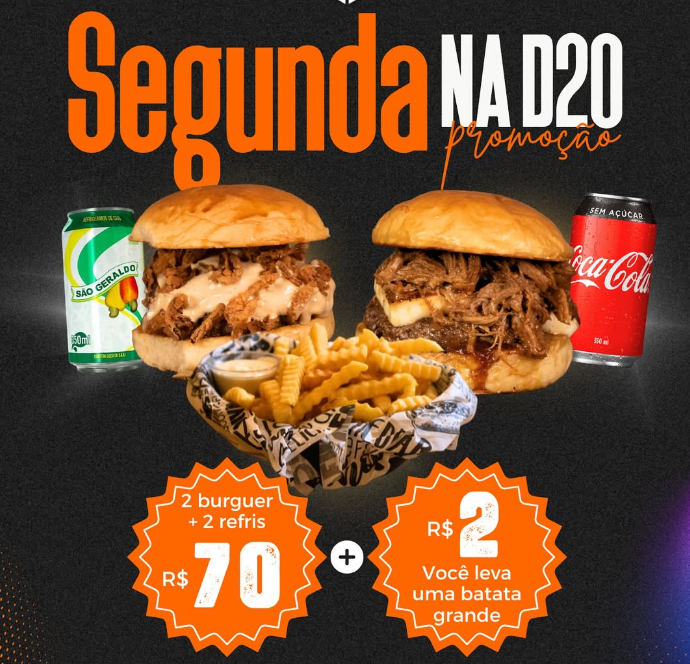 Segunda NA D20
promoção
SÃO GERALDO
350ml
SEM AÇÚCAR
Coca-Cola
350 ml
2 burguer
+ 2 refris
R$ 70
+
R$ 2
Você leva
uma batata
grande